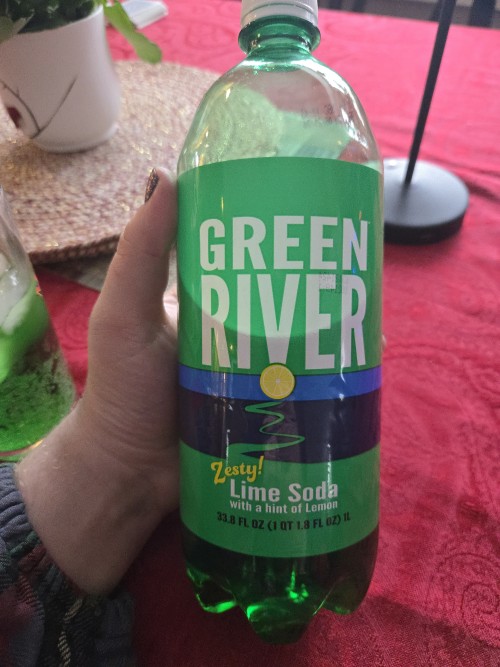 GREEN
RIVER
Zesty!
Lime Soda
with a hint of Lemon
33.8 FL OZ (1 QT 1.8 FL OZ) 1L